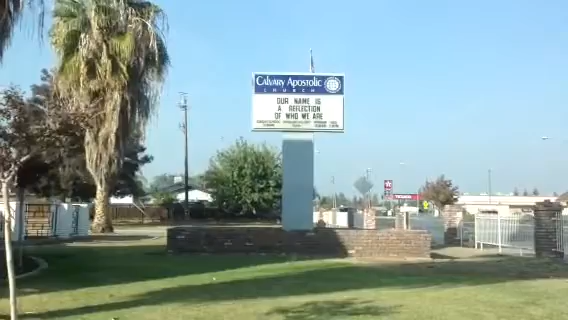 Calvary Apostolic
CHURCH
OUR NAME IS
A REFLECTION
OF WHO WE ARE